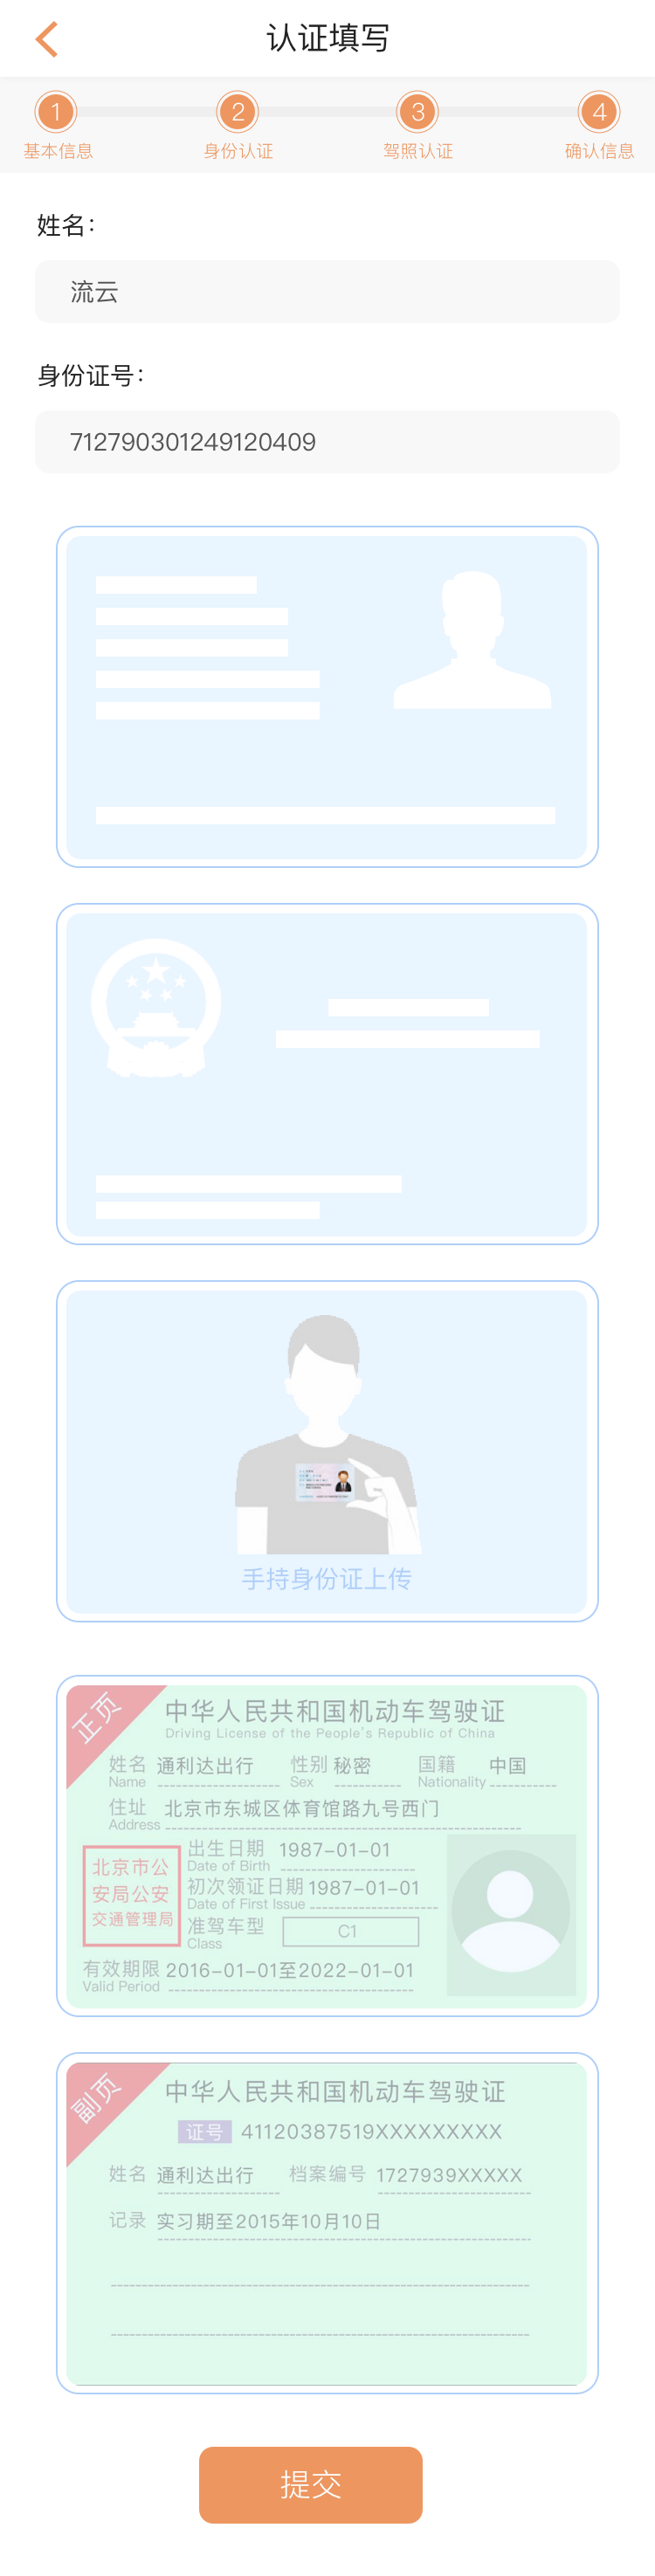 认证填写
1 2 3 4
基本信息 身份认证 驾照认证 确认信息
姓名：
流云
身份证号：
712790301249120409
手持身份证上传
正页
中华人民共和国机动车驾驶证
Driving License of the People's Republic of China
姓名 通利达出行 性别 秘密 国籍 中国
Name Sex Nationality
住址 北京市东城区体育馆路九号西门
Address
北京市公
安局公安
交通管理局
出生日期 1987-01-01
Date of Birth
初次领证日期 1987-01-01
Date of First Issue
准驾车型 C1
Class
有效期限 2016-01-01至2022-01-01
Valid Period
副页
中华人民共和国机动车驾驶证
证号 41120387519XXXXXXXXX
姓名 通利达出行 档案编号 1727939XXXXX
记录 实习期至2015年10月10日
提交